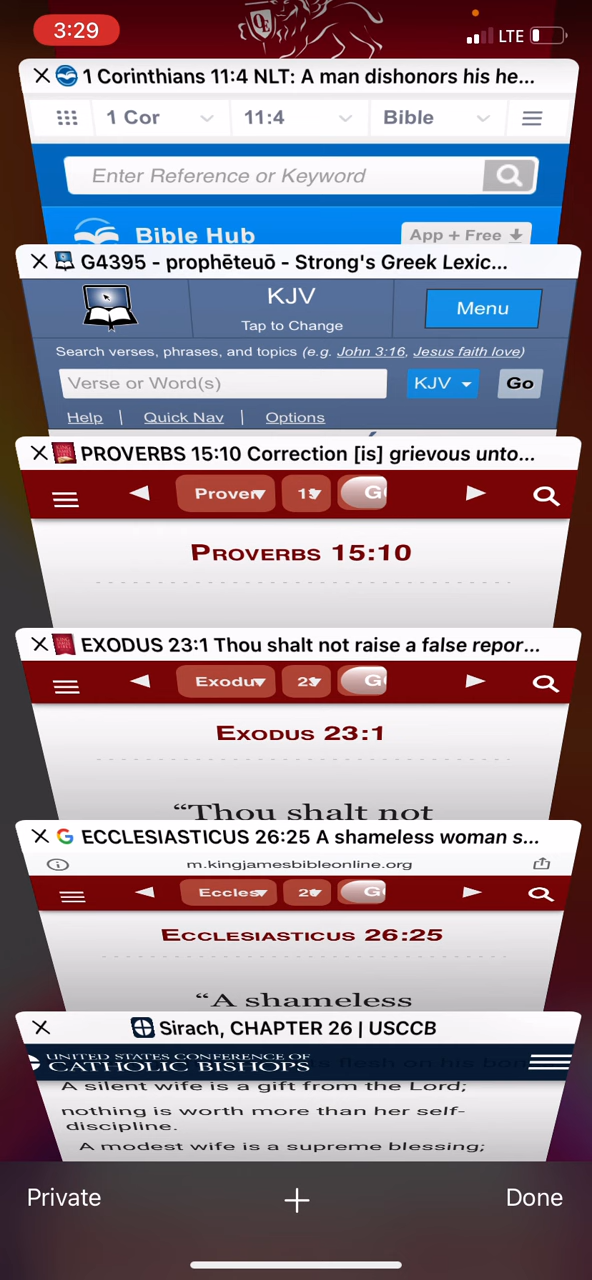 3:29
LTE
1 Corinthians 11:4 NLT: A man dishonors his he...
1 Cor 11:4 Bible
Enter Reference or Keyword
Bible Hub App + Free
G4395 - prophēteuō - Strong's Greek Lexic...
KJV
Tap to Change
Menu
Search verses, phrases, and topics (e.g. John 3:16, Jesus faith love)
Verse or Word(s) KJV Go
Help | Quick Nav | Options
PROVERBS 15:10 Correction [is] grievous unto...
PROVERBS 15:10
EXODUS 23:1 Thou shalt not raise a false repor...
EXODUS 23:1
“Thou shalt not
ECCLESIASTICUS 26:25 A shameless woman s...
m.kingjamesbibleonline.org
ECCLESIASTICUS 26:25
“A shameless
Sirach, CHAPTER 26 | USCCB
UNITED STATES CONFERENCE OF
CATHOLIC BISHOPS
A silent wife is a gift from the Lord;
nothing is worth more than her self-
discipline.
A modest wife is a supreme blessing;
Private
Done